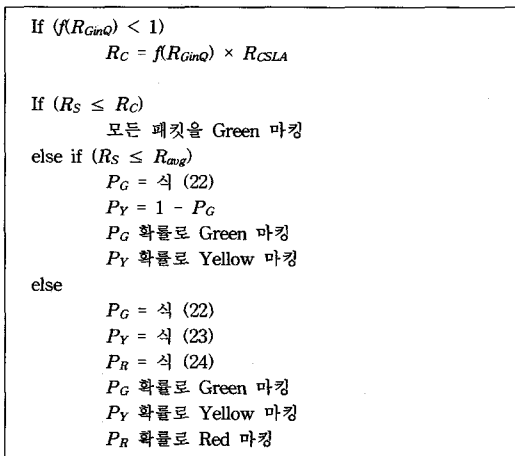 If (f(R_GinQ) < 1)
R_C = f(R_GinQ) × R_CSLA
If (R_S ≤ R_C)
모든 패킷을 Green 마킹
else if (R_S ≤ R_avg)
P_G = 식 (22)
P_Y = 1 - P_G
P_G 확률로 Green 마킹
P_Y 확률로 Yellow 마킹
else
P_G = 식 (22)
P_Y = 식 (23)
P_R = 식 (24)
P_G 확률로 Green 마킹
P_Y 확률로 Yellow 마킹
P_R 확률로 Red 마킹